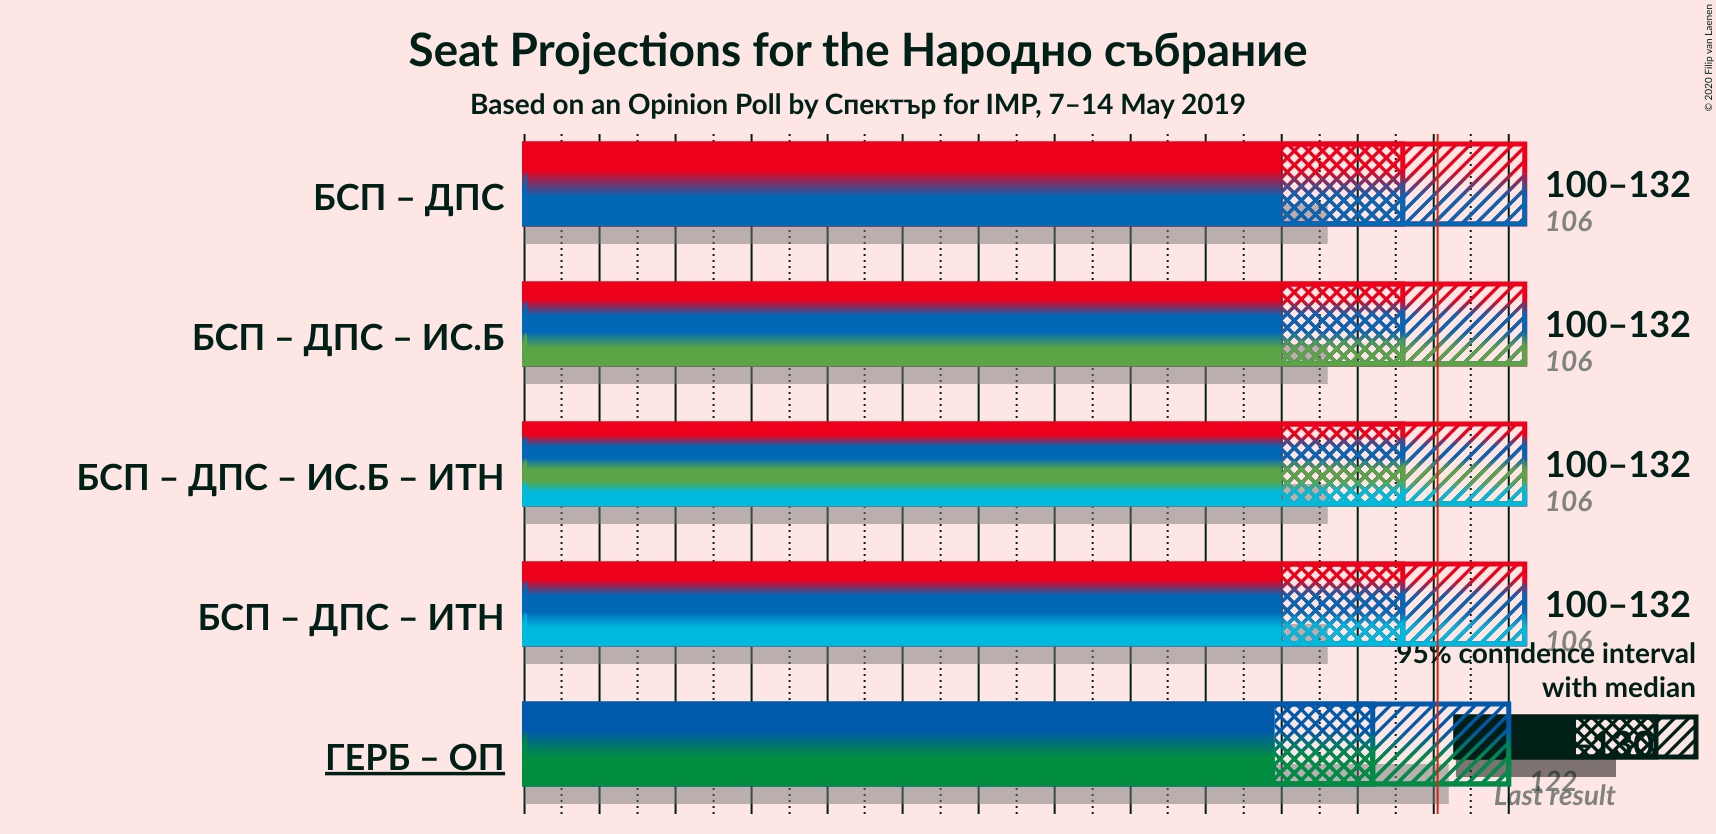 Seat Projections for the Народно събрание
Based on an Opinion Poll by Спектър for IMP, 7–14 May 2019
© 2020 Filip van Laenen
БСП – ДПС
100–132
106
БСП – ДПС – ИС.Б
100–132
106
БСП – ДПС – ИС.Б – ИТН
100–132
106
БСП – ДПС – ИТН
100–132
106
95% confidence interval
with median
ГЕРБ – ОП
–130
122
Last result